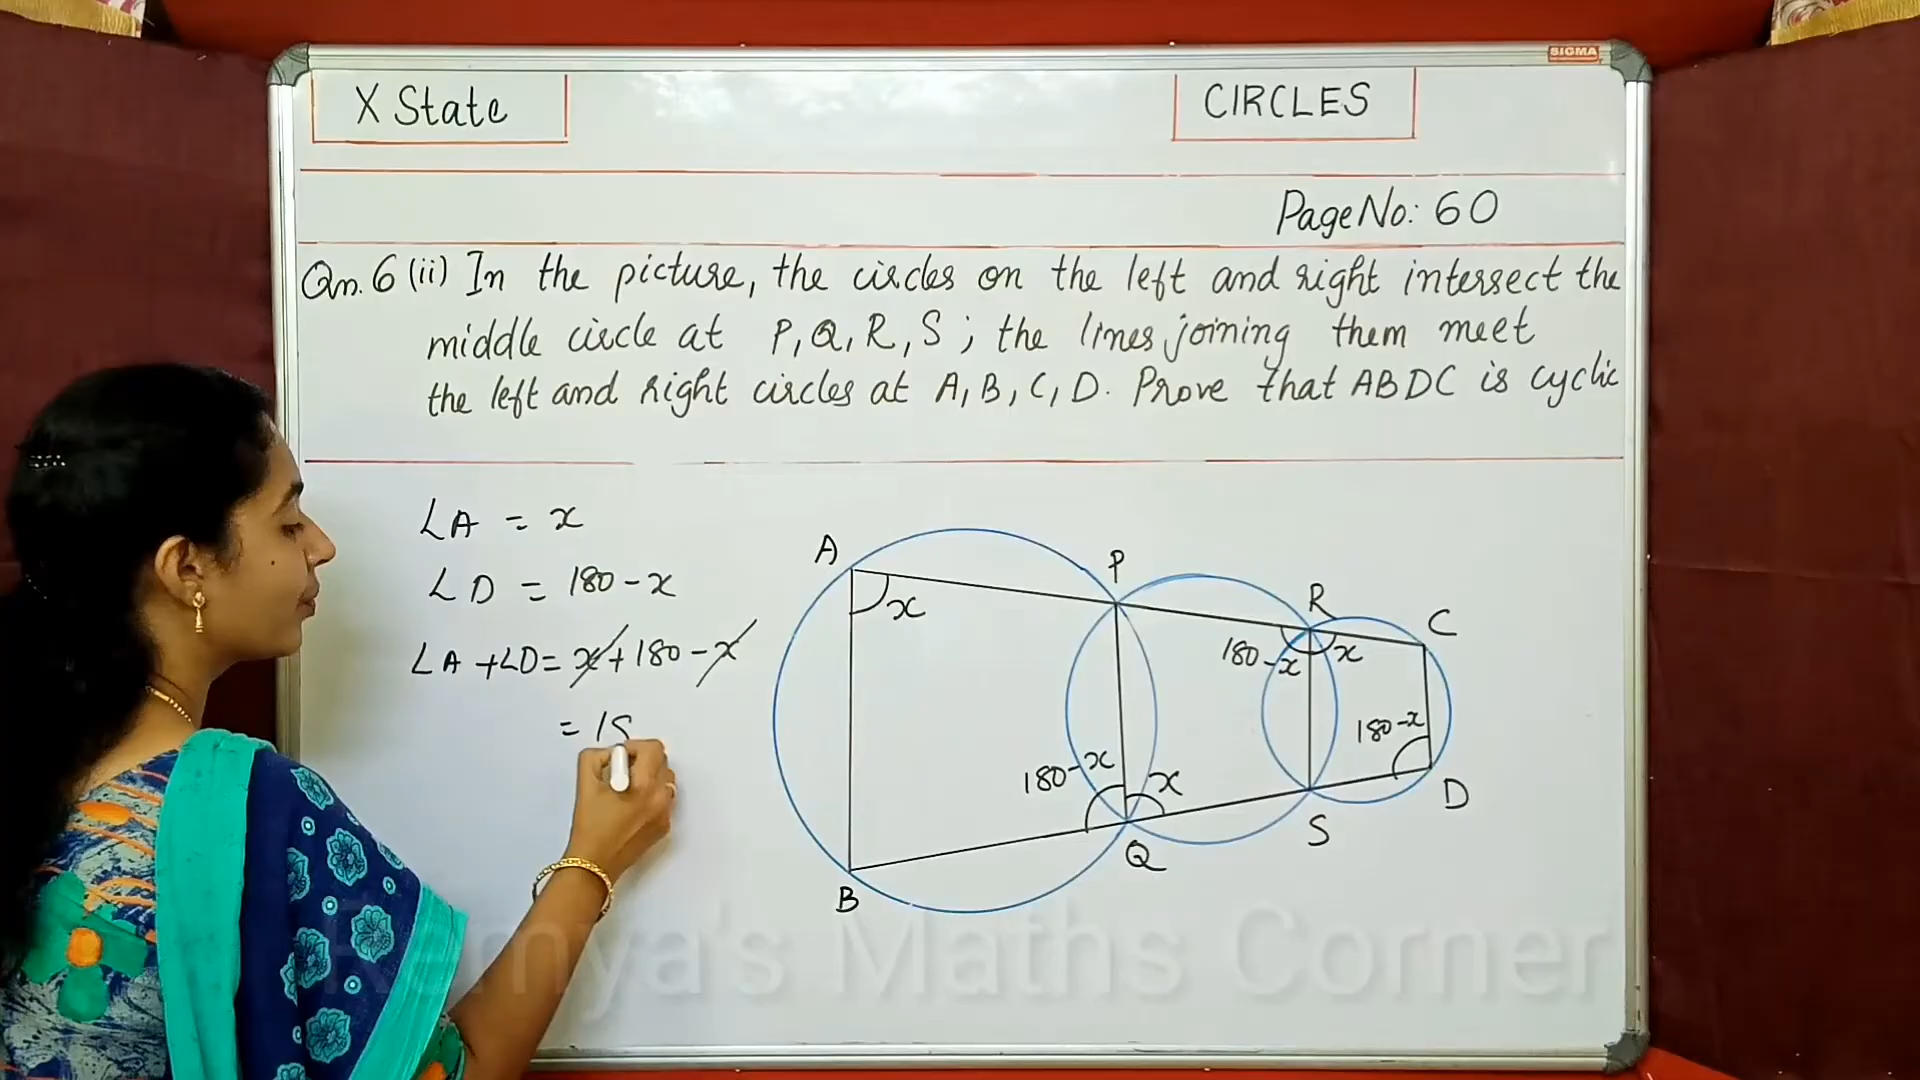 SIGMA
X State
CIRCLES
Page No: 60
Qn. 6 (ii) In the picture, the circles on the left and right intersect the
middle circle at P, Q, R, S ; the lines joining them meet
the left and right circles at A, B, C, D. Prove that ABDC is cyclic
∠A = x
∠D = 180 - x
∠A + ∠D = x + 180 - x
= 18
A
P
R
C
x
180-x
x
180-x
180-x
x
D
S
Q
B
Remya's Maths Corner